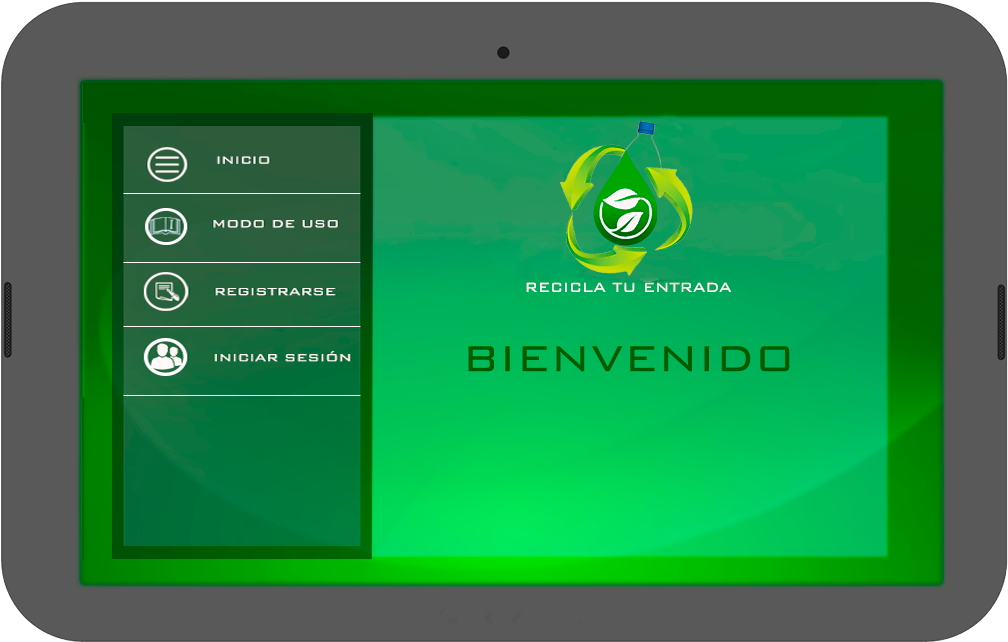 INICIO
MODO DE USO
REGISTRARSE
INICIAR SESIÓN
RECICLA TU ENTRADA
BIENVENIDO